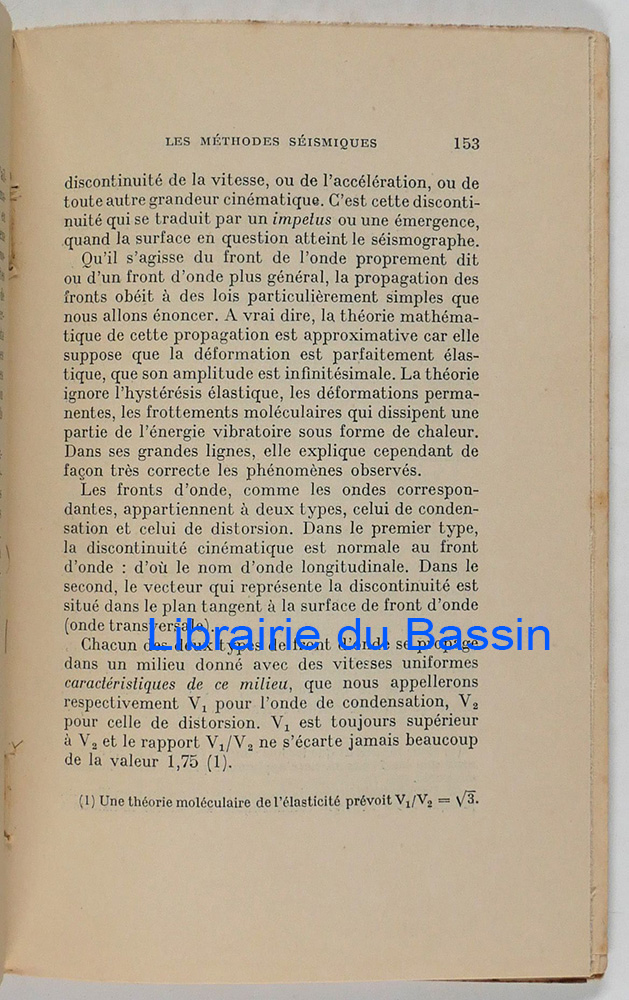 LES MÉTHODES SÉISMIQUES 153
discontinuité de la vitesse, ou de l'accélération, ou de
toute autre grandeur cinématique. C'est cette disconti-
nuité qui se traduit par un impetus ou une émergence,
quand la surface en question atteint le séismographe.
Qu'il s'agisse du front de l'onde proprement dit
ou d'un front d'onde plus général, la propagation des
fronts obéit à des lois particulièrement simples que
nous allons énoncer. A vrai dire, la théorie mathéma-
tique de cette propagation est approximative car elle
suppose que la déformation est parfaitement élas-
tique, que son amplitude est infinitésimale. La théorie
ignore l'hystérésis élastique, les déformations perma-
nentes, les frottements moléculaires qui dissipent une
partie de l'énergie vibratoire sous forme de chaleur.
Dans ses grandes lignes, elle explique cependant de
façon très correcte les phénomènes observés.
Les fronts d'onde, comme les ondes correspon-
dantes, appartiennent à deux types, celui de conden-
sation et celui de distorsion. Dans le premier type,
la discontinuité cinématique est normale au front
d'onde : d'où le nom d'onde longitudinale. Dans le
second, le vecteur qui représente la discontinuité est
situé dans le plan tangent à la surface de front d'onde
(onde transversale).
Librairie du Bassin
Chacun des deux types de front d'onde se propage
dans un milieu donné avec des vitesses uniformes
caractéristiques de ce milieu, que nous appellerons
respectivement V₁ pour l'onde de condensation, V₂
pour celle de distorsion. V₁ est toujours supérieur
à V₂ et le rapport V₁/V₂ ne s'écarte jamais beaucoup
de la valeur 1,75 (1).
(1) Une théorie moléculaire de l'élasticité prévoit V₁/V₂ = √3.